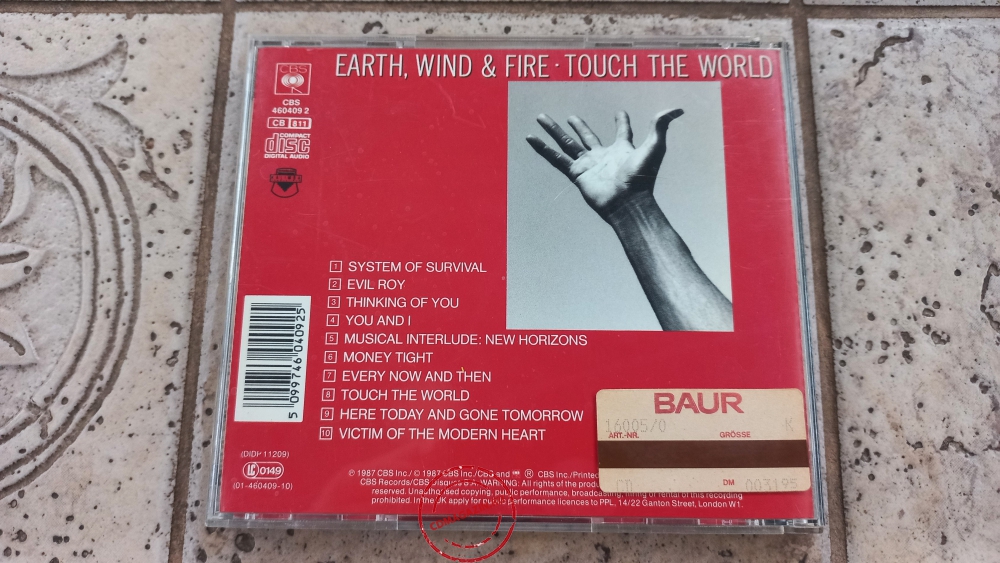 EARTH, WIND & FIRE · TOUCH THE WORLD
CBS
CBS
460409 2
CB 811
COMPACT
disc
DIGITAL AUDIO
1 SYSTEM OF SURVIVAL
2 EVIL ROY
3 THINKING OF YOU
4 YOU AND I
5 MUSICAL INTERLUDE: NEW HORIZONS
6 MONEY TIGHT
7 EVERY NOW AND THEN
8 TOUCH THE WORLD
9 HERE TODAY AND GONE TOMORROW
10 VICTIM OF THE MODERN HEART
5 099746 040925
(DIDP 11209)
LC 0149
(01-460409-10)
BAUR
16005/0 K
ART.-NR. GRÖSSE
CD DM 003195
℗ 1987 CBS Inc./ © 1987 CBS Inc./CBS and ® CBS Inc./Printed
CBS Records/CBS WARNING: All rights of the
reserved. Unauthorised copying, public performance, broadcasting, hiring or rental of this recording
prohibited. In the UK apply for public performance licences to PPL, 14/22 Ganton Street, London W1.